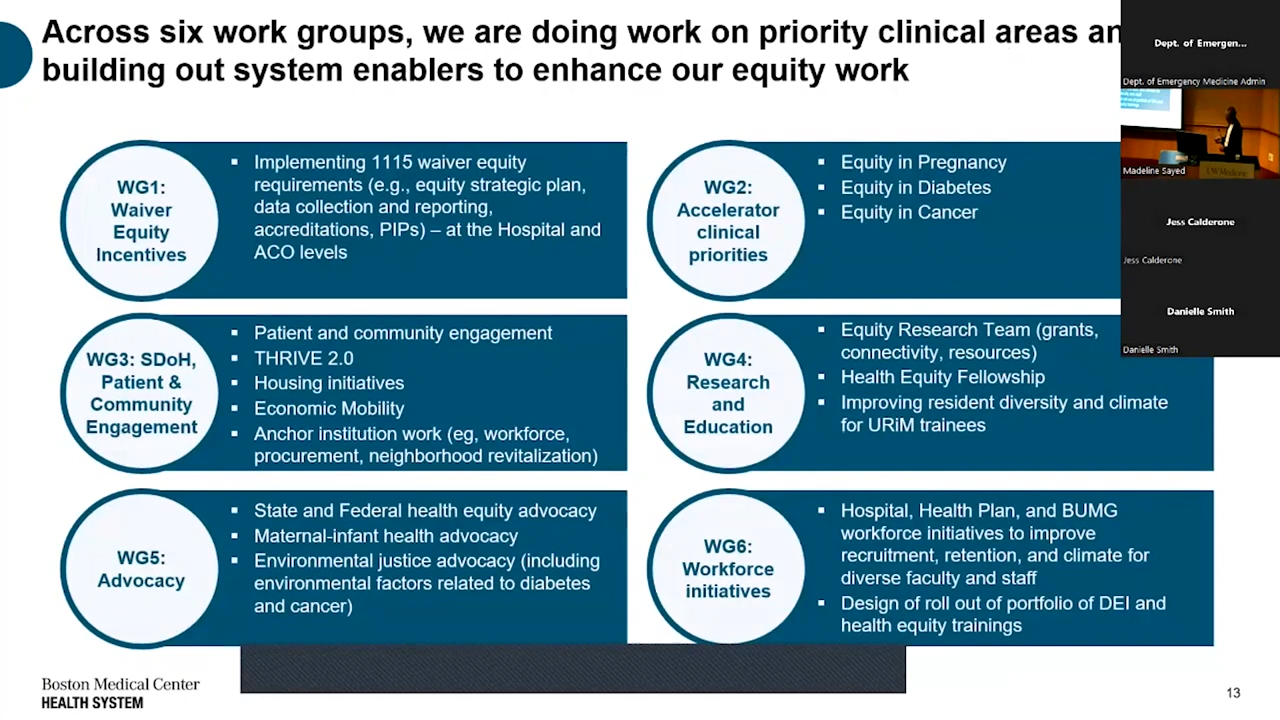 Across six work groups, we are doing work on priority clinical areas an
building out system enablers to enhance our equity work
WG1:
Waiver
Equity
Incentives
▪ Implementing 1115 waiver equity
requirements (e.g., equity strategic plan,
data collection and reporting,
accreditations, PIPs) – at the Hospital and
ACO levels
WG2:
Accelerator
clinical
priorities
▪ Equity in Pregnancy
▪ Equity in Diabetes
▪ Equity in Cancer
WG3: SDoH,
Patient &
Community
Engagement
▪ Patient and community engagement
▪ THRIVE 2.0
▪ Housing initiatives
▪ Economic Mobility
▪ Anchor institution work (eg, workforce,
procurement, neighborhood revitalization)
WG4:
Research
and
Education
▪ Equity Research Team (grants,
connectivity, resources)
▪ Health Equity Fellowship
▪ Improving resident diversity and climate
for URiM trainees
WG5:
Advocacy
▪ State and Federal health equity advocacy
▪ Maternal-infant health advocacy
▪ Environmental justice advocacy (including
environmental factors related to diabetes
and cancer)
WG6:
Workforce
initiatives
▪ Hospital, Health Plan, and BUMG
workforce initiatives to improve
recruitment, retention, and climate for
diverse faculty and staff
▪ Design of roll out of portfolio of DEI and
health equity trainings
Boston Medical Center
HEALTH SYSTEM
13
Dept. of Emergen...
Dept. of Emergency Medicine Admin
UW Medicine
Madeline Sayed
Jess Calderone
Jess Calderone
Danielle Smith
Danielle Smith